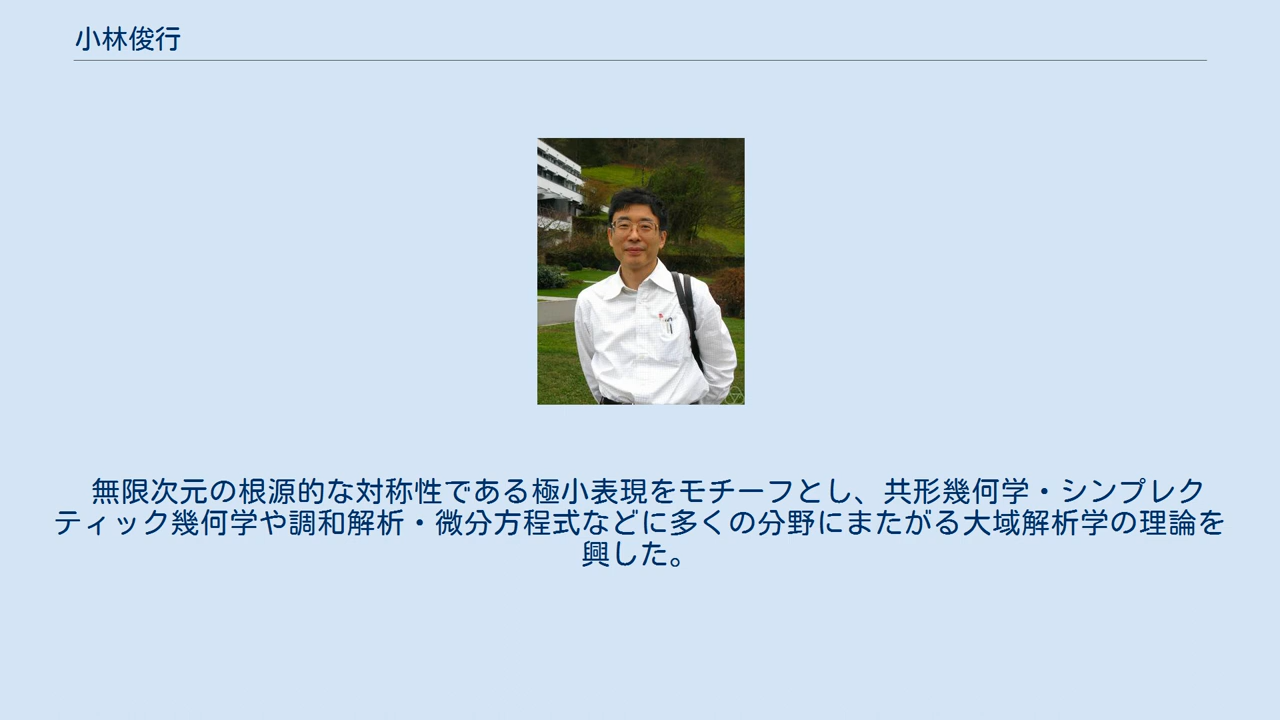 小林俊行
無限次元の根源的な対称性である極小表現をモチーフとし、共形幾何学・シンプレク
ティック幾何学や調和解析・微分方程式などに多くの分野にまたがる大域解析学の理論を
興した。